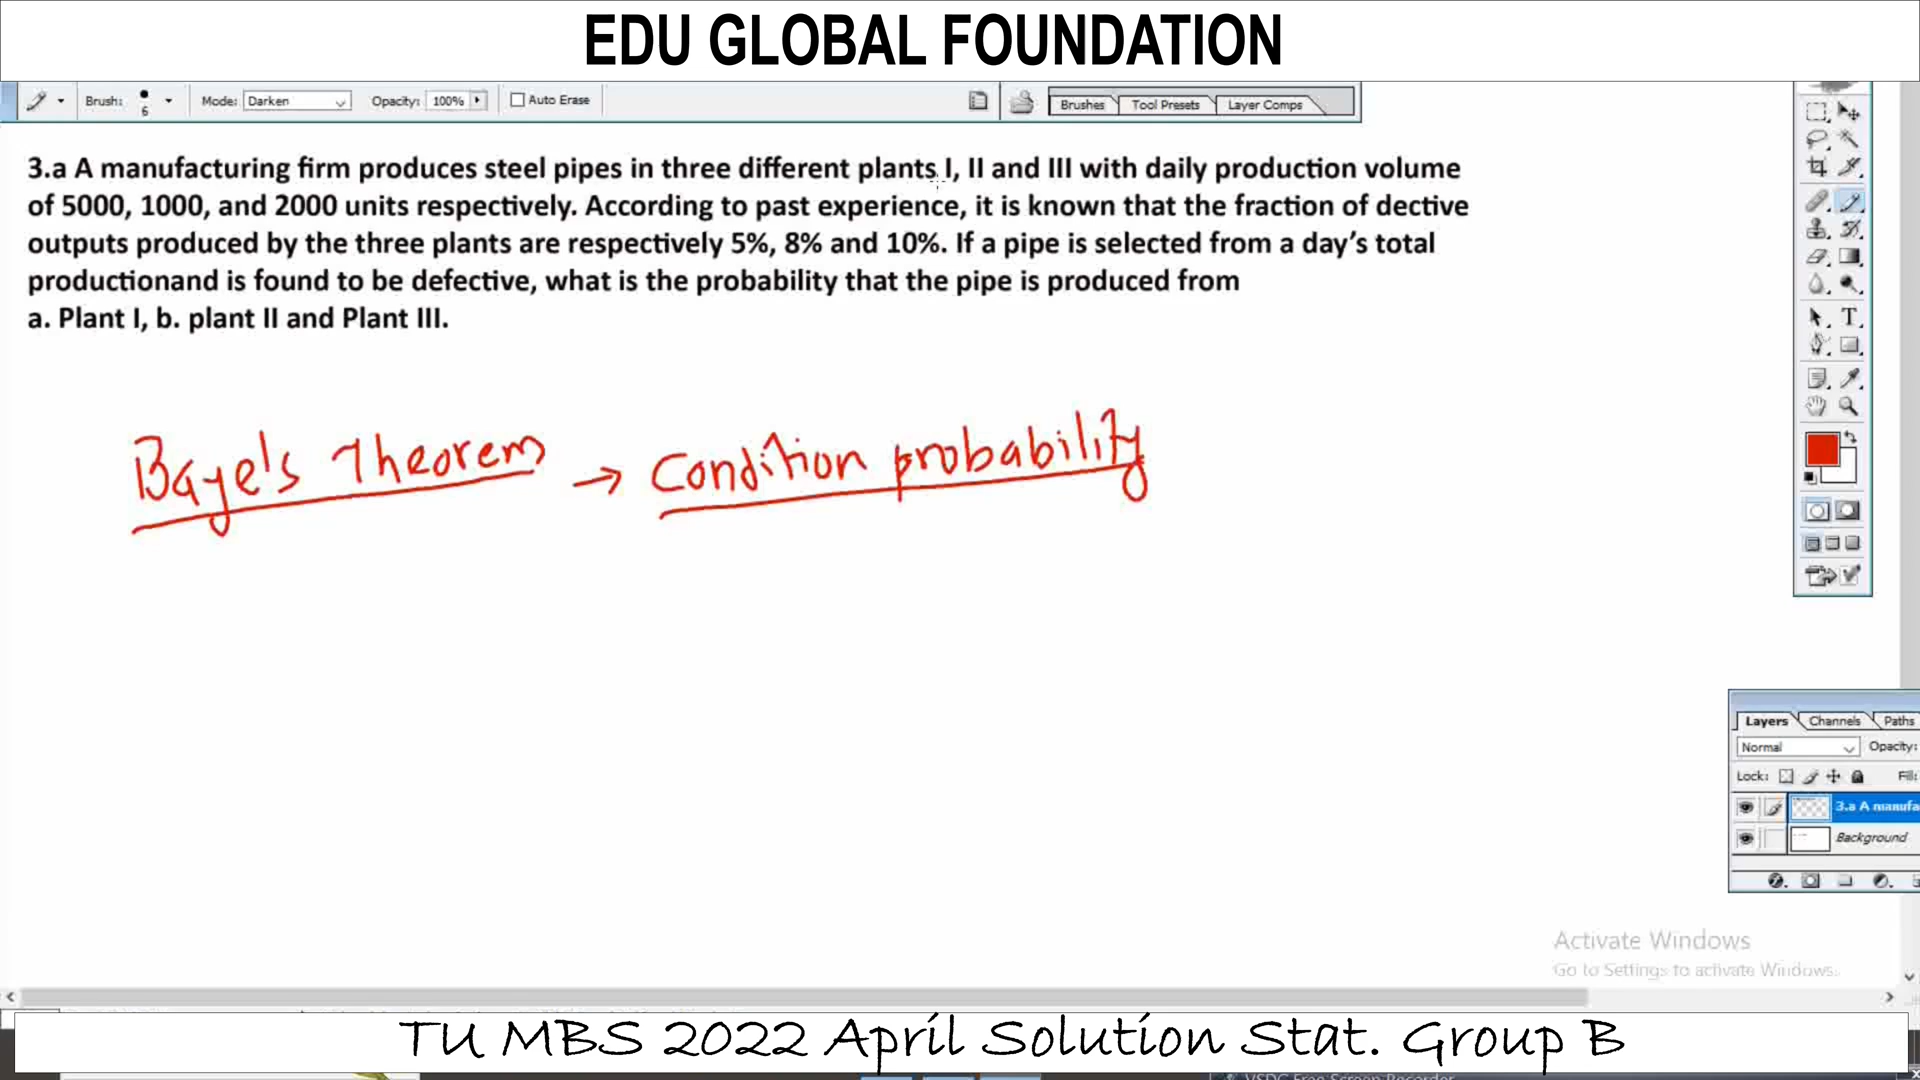 EDU GLOBAL FOUNDATION
Brush: 6 Mode: Darken Opacity: 100% Auto Erase Brushes Tool Presets Layer Comps
3.a A manufacturing firm produces steel pipes in three different plants I, II and III with daily production volume
of 5000, 1000, and 2000 units respectively. According to past experience, it is known that the fraction of dective
outputs produced by the three plants are respectively 5%, 8% and 10%. If a pipe is selected from a day's total
productionand is found to be defective, what is the probability that the pipe is produced from
a. Plant I, b. plant II and Plant III.
Baye's Theorem → Condition probability
Layers Channels Paths
Normal Opacity:
Lock: Fill:
3.a A manufa
Background
Activate Windows
Go to Settings to activate Windows.
TU MBS 2022 April Solution Stat. Group B
VSDC Free Screen Recorder